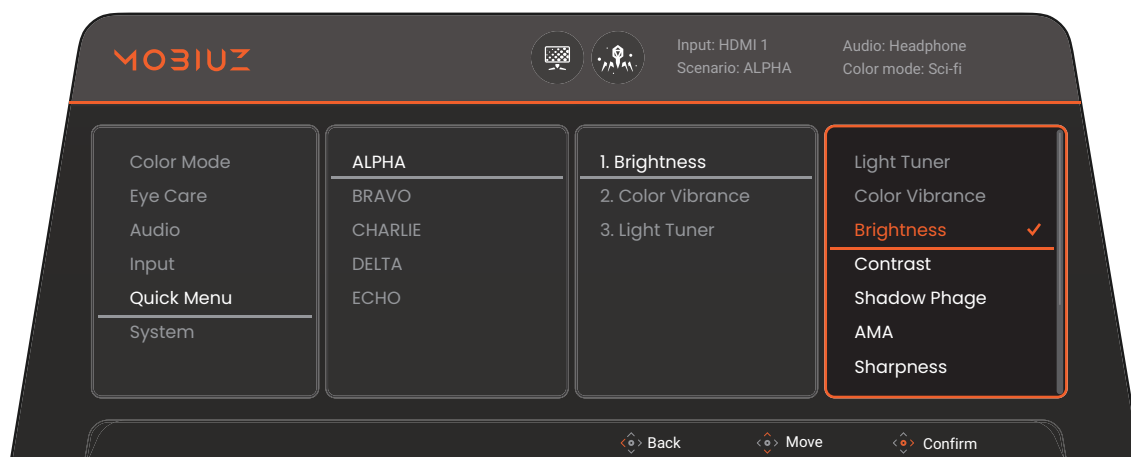 MOBIUZ
Input: HDMI 1
Scenario: ALPHA
Audio: Headphone
Color mode: Sci-fi
Color Mode
Eye Care
Audio
Input
Quick Menu
System
ALPHA
BRAVO
CHARLIE
DELTA
ECHO
1. Brightness
2. Color Vibrance
3. Light Tuner
Light Tuner
Color Vibrance
Brightness
Contrast
Shadow Phage
AMA
Sharpness
Back
Move
Confirm